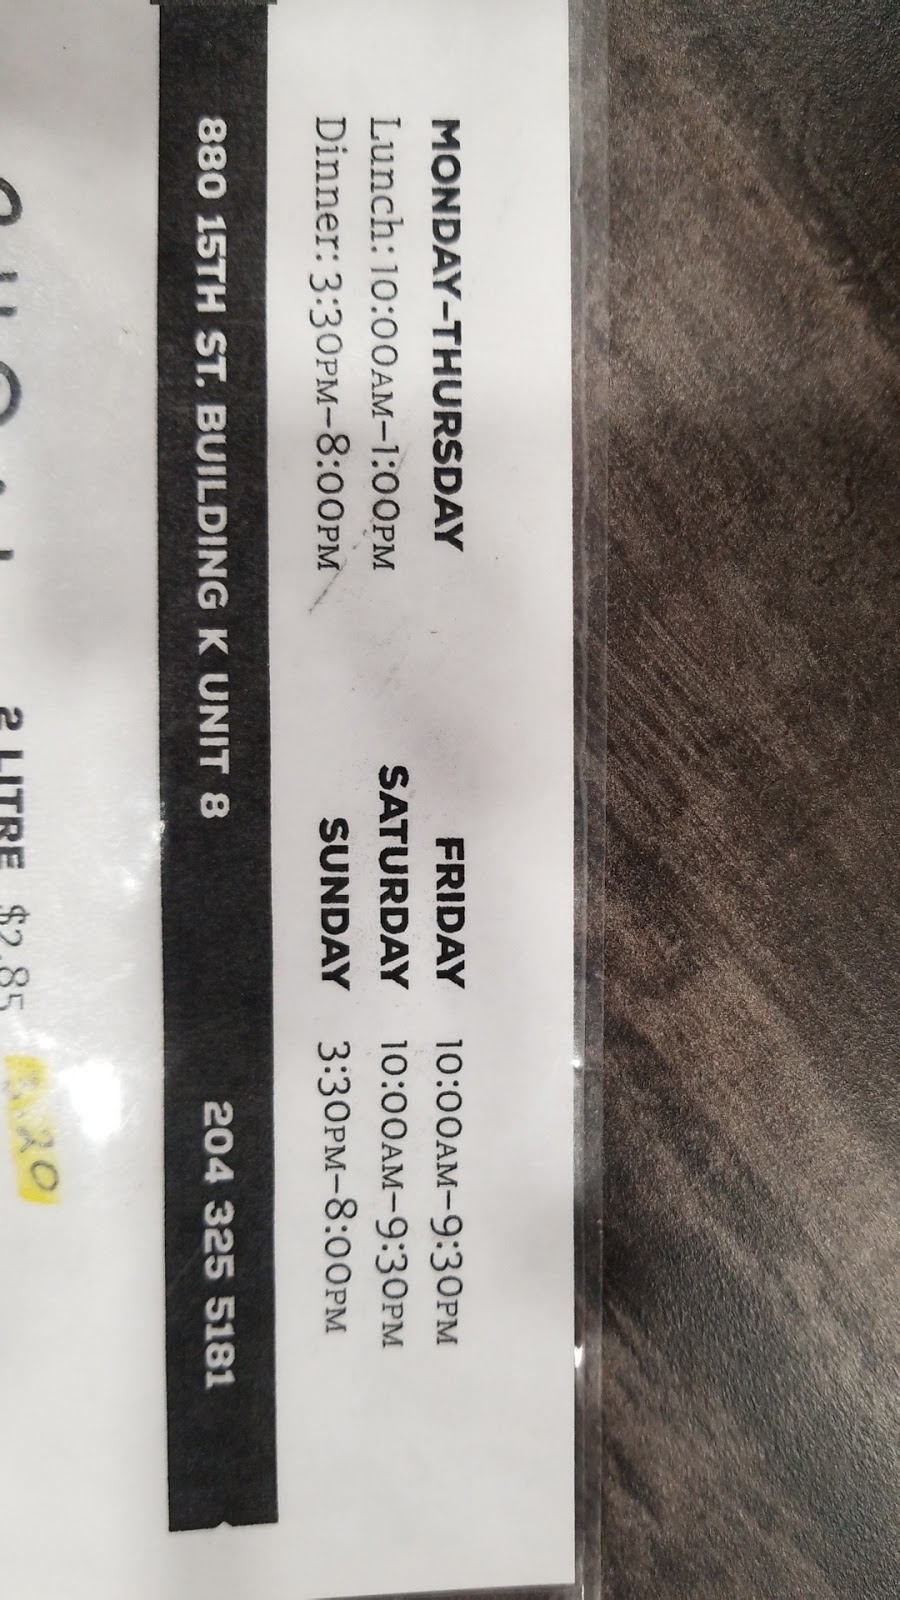 MONDAY-THURSDAY
Lunch: 10:00AM-1:00PM
Dinner: 3:30PM-8:00PM
FRIDAY 10:00AM-9:30PM
SATURDAY 10:00AM-9:30PM
SUNDAY 3:30PM-8:00PM
880 15TH ST. BUILDING K UNIT 8 204 325 5181
2 LITRE $2.85